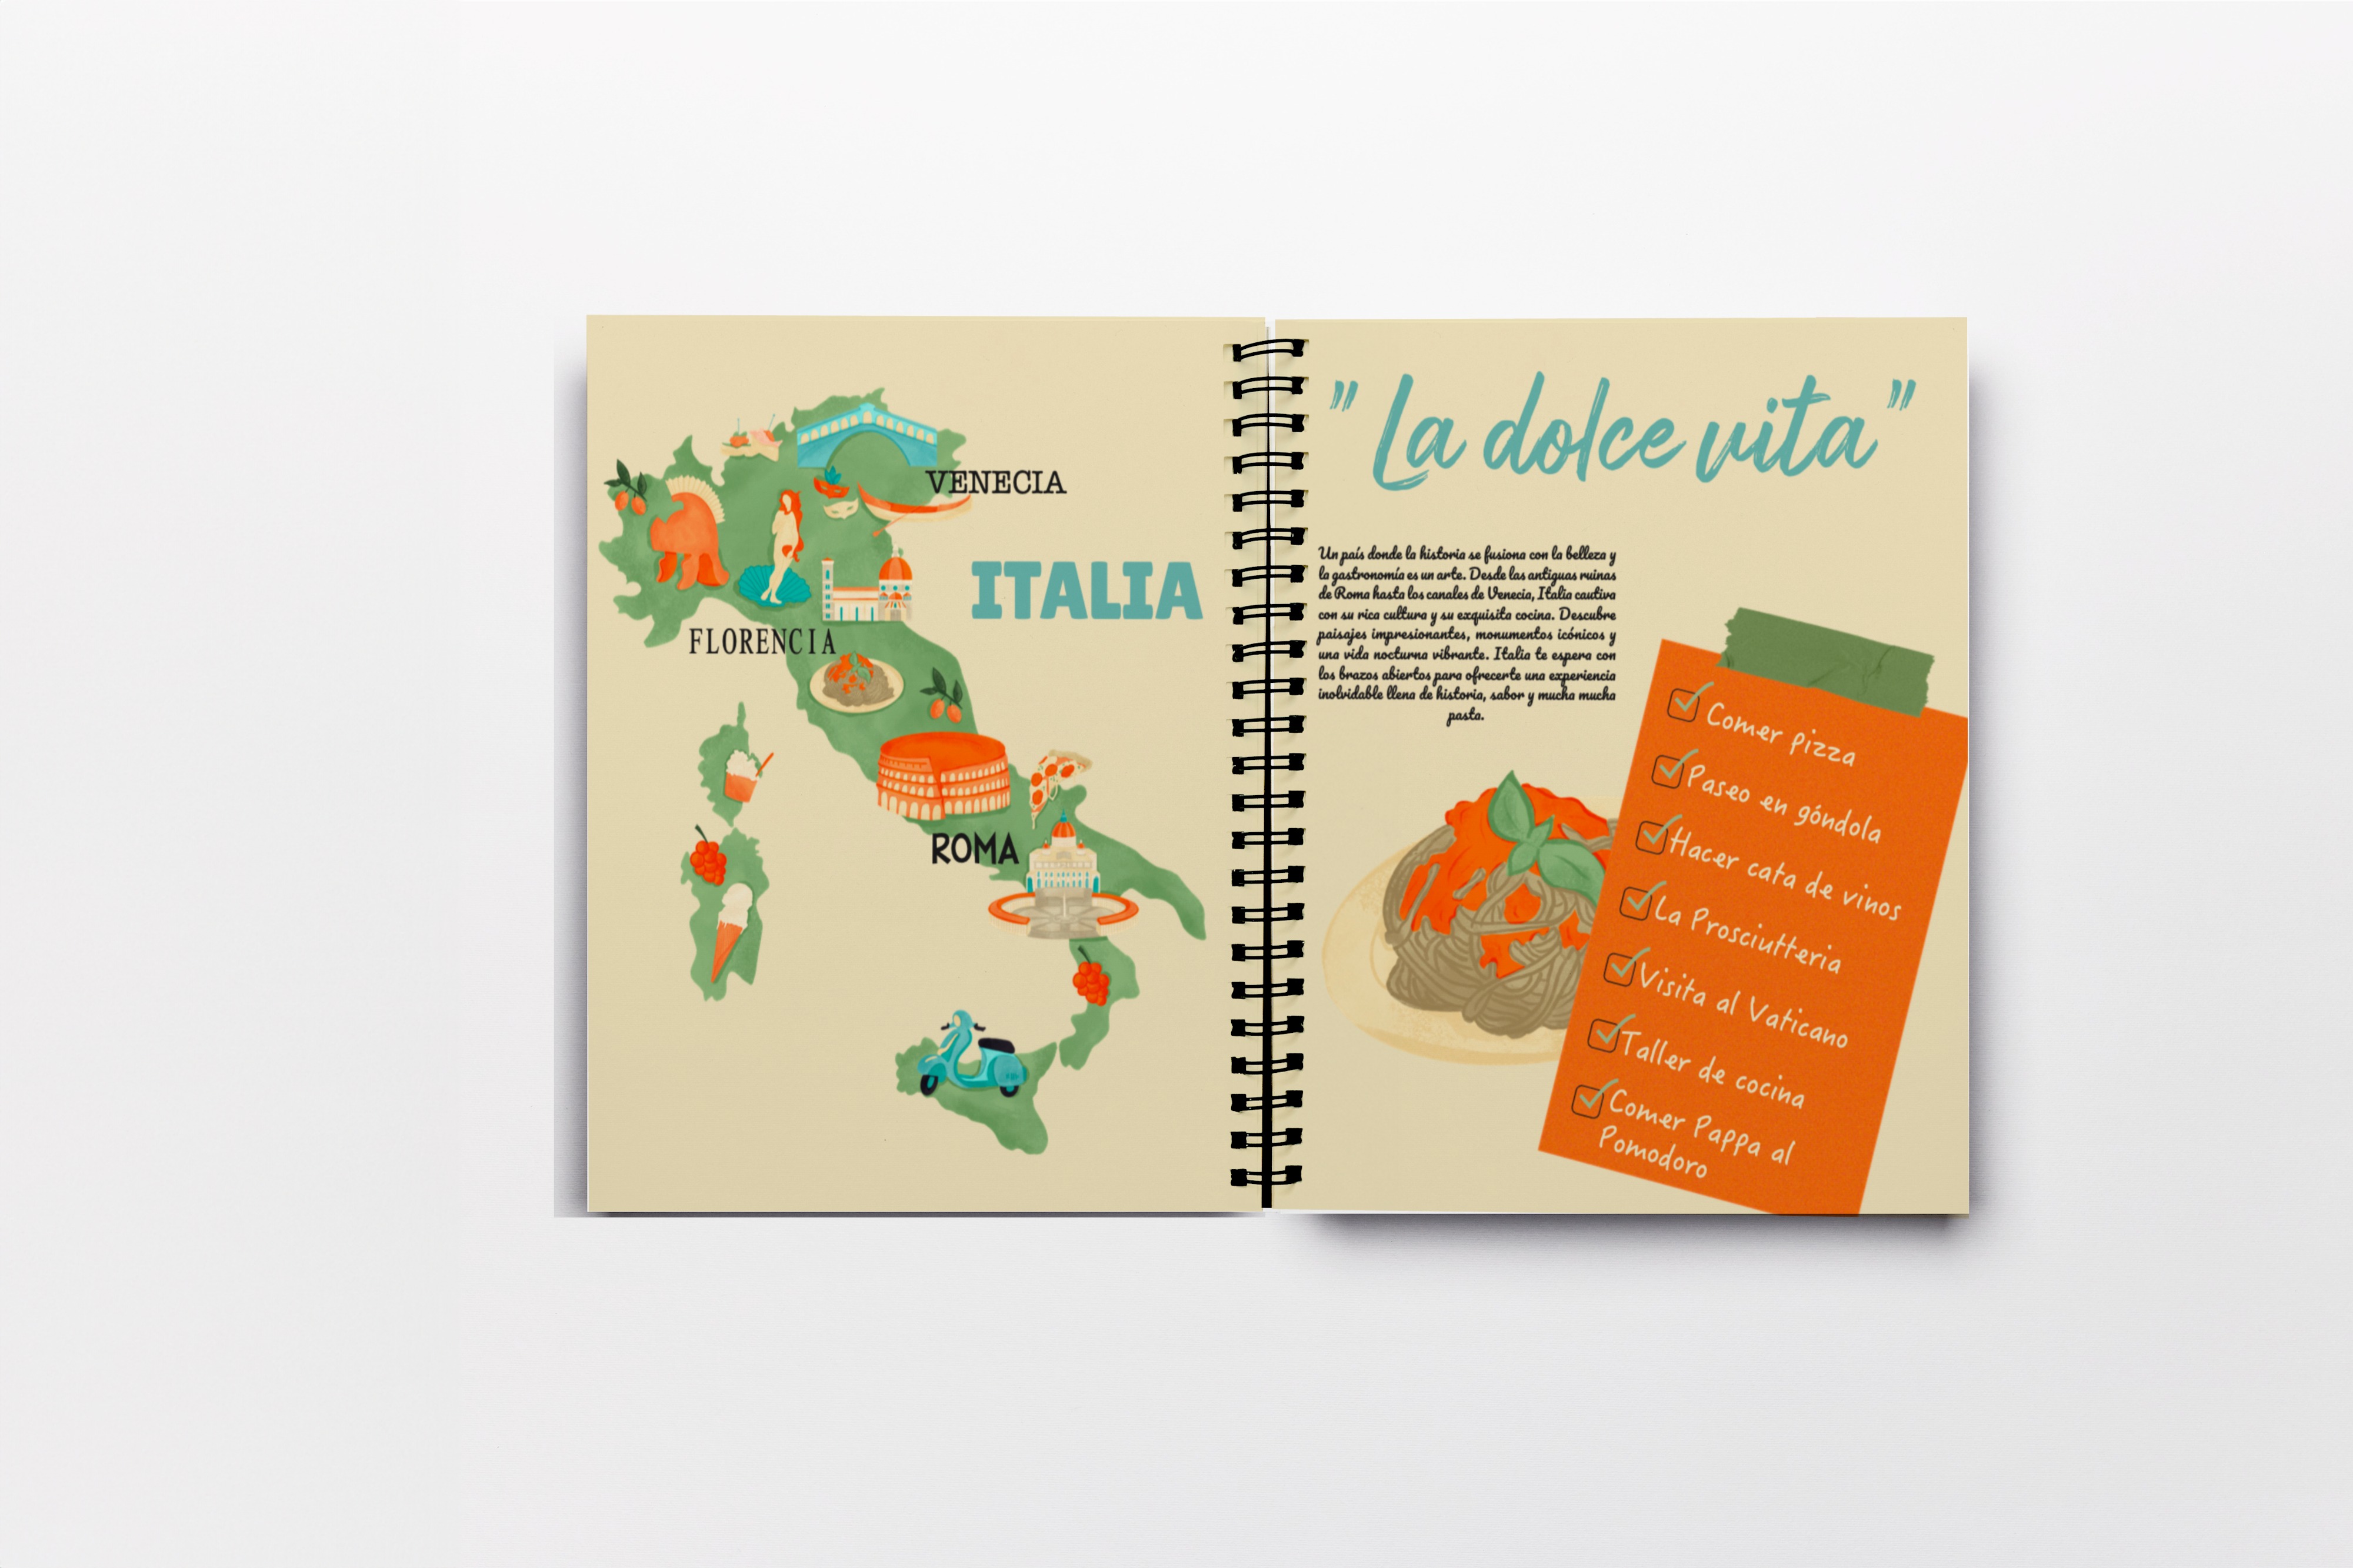 VENECIA
ITALIA
FLORENCIA
ROMA
"La dolce vita"
Un país donde la historia se fusiona con la belleza y
la gastronomía es un arte. Desde las antiguas ruinas
de Roma hasta los canales de Venecia, Italia cautiva
con su rica cultura y su exquisita cocina. Descubre
paisajes impresionantes, monumentos icónicos y
una vida nocturna vibrante. Italia te espera con
los brazos abiertos para ofrecerte una experiencia
inolvidable llena de historia, sabor y mucha mucha
pasta.
Comer pizza
Paseo en góndola
Hacer cata de vinos
La Prosciutteria
Visita al Vaticano
Taller de cocina
Comer Pappa al
Pomodoro